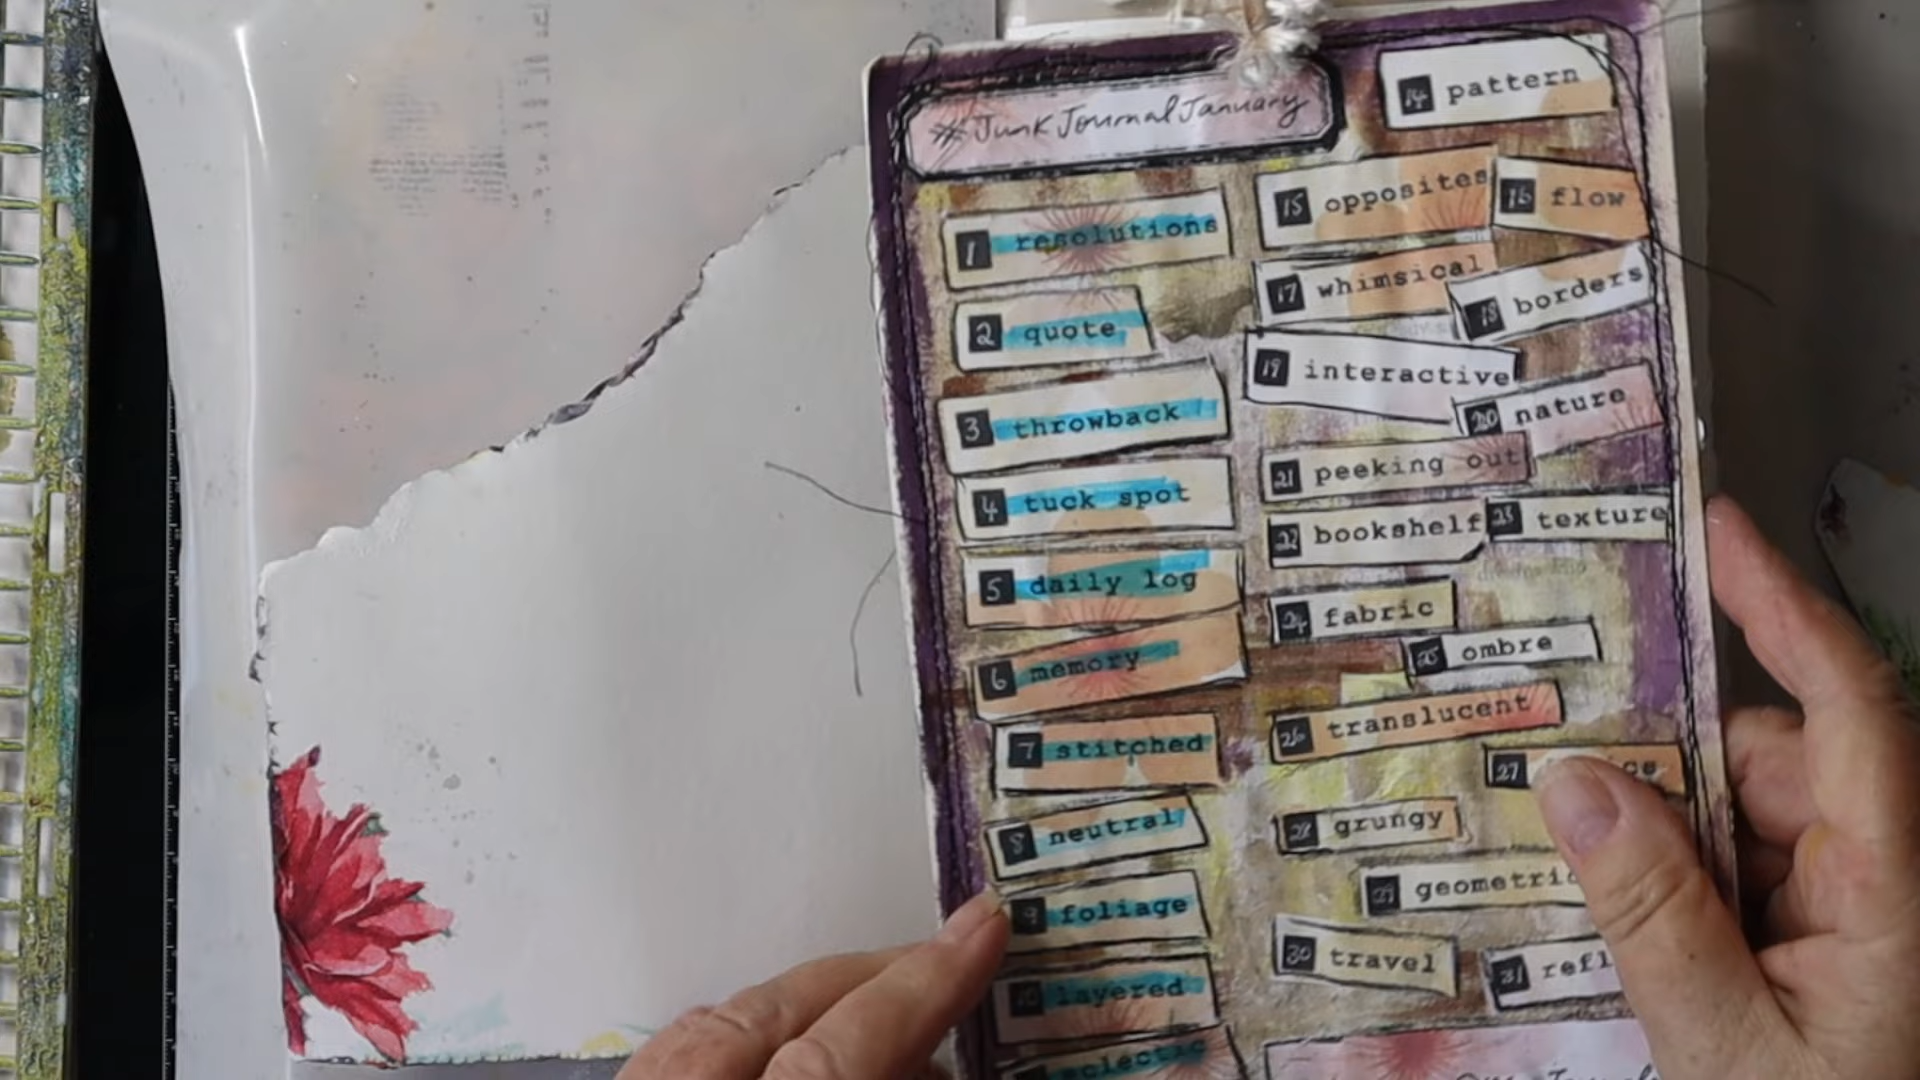 #JunkJournalJanuary
1 resolutions
2 quote
3 throwback
4 tuck spot
5 daily log
6 memory
7 stitched
8 neutral
9 foliage
10 layered
14 pattern
15 opposites
16 flow
17 whimsical
18 borders
19 interactive
20 nature
21 peeking out
22 bookshelf
23 texture
24 fabric
25 ombre
26 translucent
27
28 grungy
29 geometric
30 travel
31